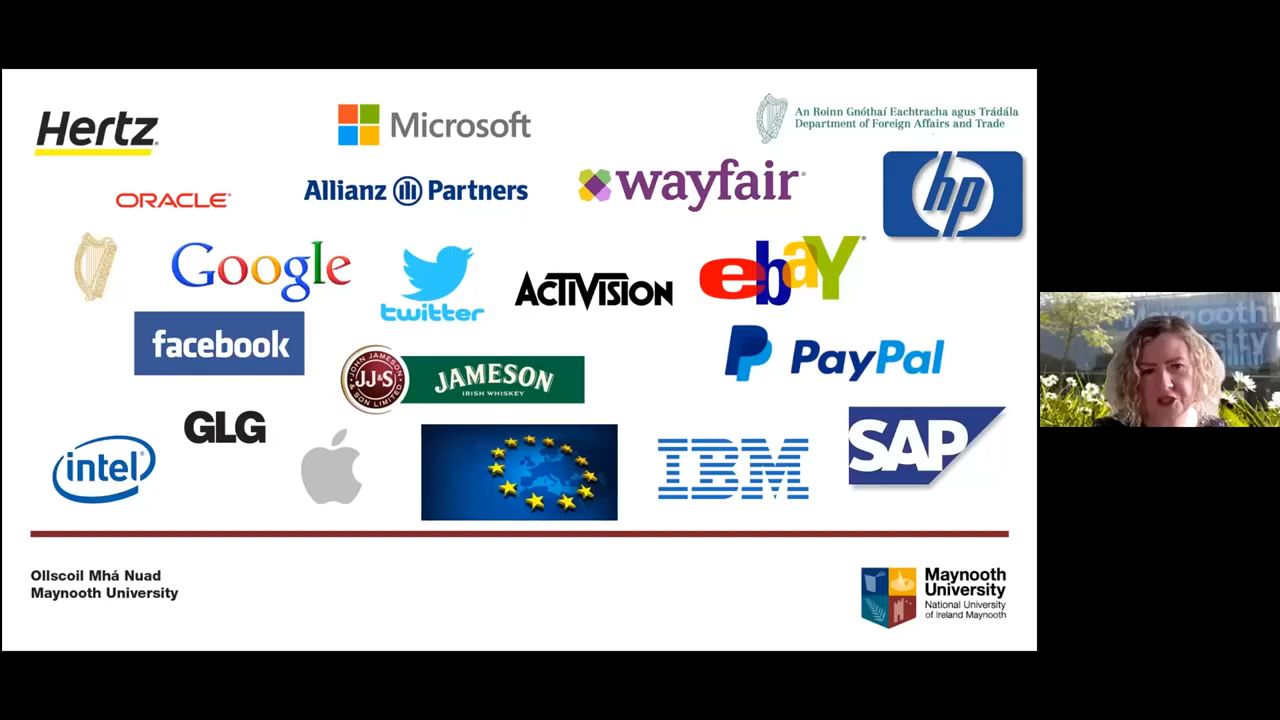 Hertz
Microsoft
An Roinn Gnóthaí Eachtracha agus Trádála
Department of Foreign Affairs and Trade
ORACLE®
Allianz Partners
wayfair®
hp
Google
twitter
ACTIVISION
ebay®
facebook
JOHN JAMESON
JJ&S
& SON LIMITED
JAMESON
IRISH WHISKEY
PayPal
GLG
intel
IBM
SAP
Maynooth
University
Ollscoil Mhá Nuad
Maynooth University
Maynooth
University
National University
of Ireland Maynooth